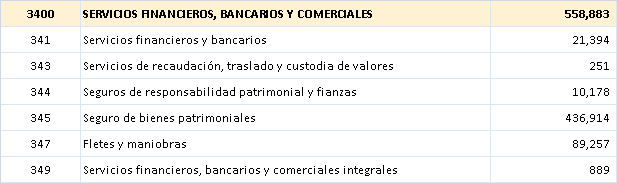 3400 SERVICIOS FINANCIEROS, BANCARIOS Y COMERCIALES 558,883
341 Servicios financieros y bancarios 21,394
343 Servicios de recaudación, traslado y custodia de valores 251
344 Seguros de responsabilidad patrimonial y fianzas 10,178
345 Seguro de bienes patrimoniales 436,914
347 Fletes y maniobras 89,257
349 Servicios financieros, bancarios y comerciales integrales 889